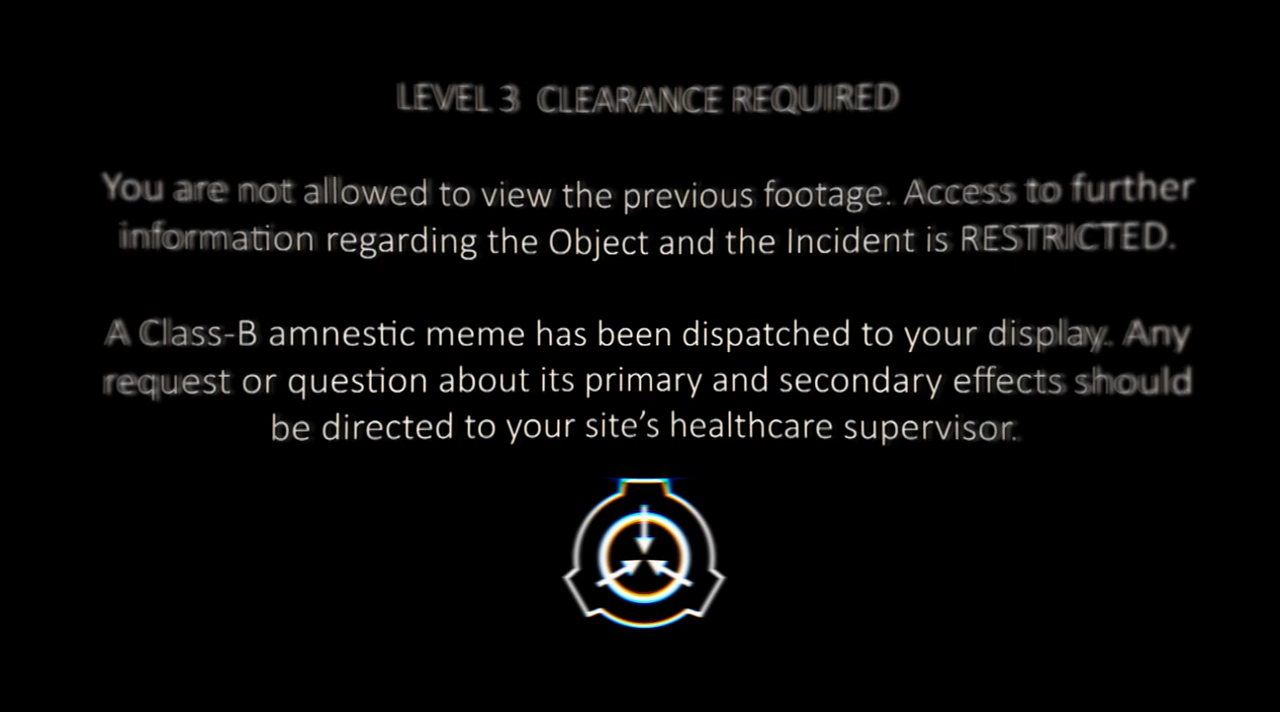 LEVEL 3 CLEARANCE REQUIRED
You are not allowed to view the previous footage. Access to further
information regarding the Object and the Incident is RESTRICTED.
A Class-B amnestic meme has been dispatched to your display. Any
request or question about its primary and secondary effects should
be directed to your site’s healthcare supervisor.